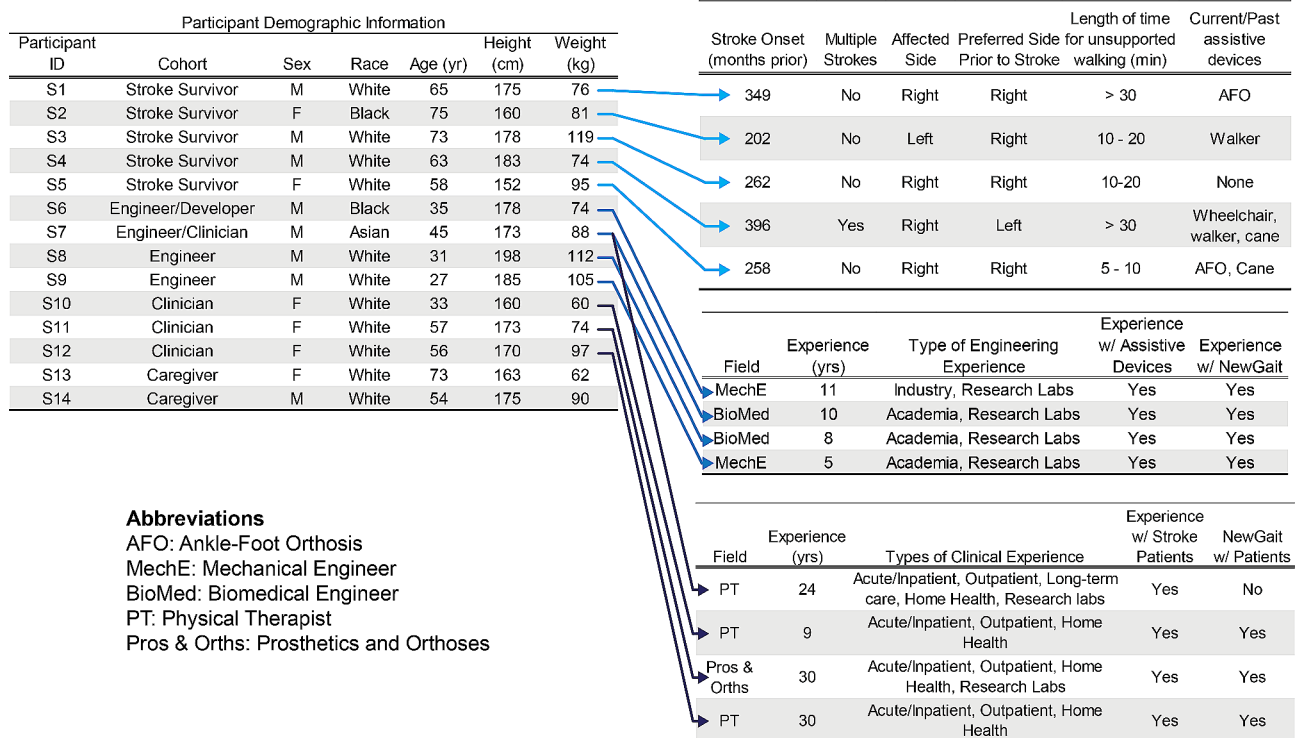 Participant Demographic Information
Participant ID Cohort Sex Race Age (yr) Height (cm) Weight (kg)
S1 Stroke Survivor M White 65 175 76
S2 Stroke Survivor F Black 75 160 81
S3 Stroke Survivor M White 73 178 119
S4 Stroke Survivor M White 63 183 74
S5 Stroke Survivor F White 58 152 95
S6 Engineer/Developer M Black 35 178 74
S7 Engineer/Clinician M Asian 45 173 88
S8 Engineer M White 31 198 112
S9 Engineer M White 27 185 105
S10 Clinician F White 33 160 60
S11 Clinician F White 57 173 74
S12 Clinician F White 56 170 97
S13 Caregiver F White 73 163 62
S14 Caregiver M White 54 175 90
Stroke Onset (months prior) Multiple Strokes Affected Side Preferred Side Prior to Stroke Length of time for unsupported walking (min) Current/Past assistive devices
349 No Right Right > 30 AFO
202 No Left Right 10 - 20 Walker
262 No Right Right 10-20 None
396 Yes Right Left > 30 Wheelchair, walker, cane
258 No Right Right 5 - 10 AFO, Cane
Field Experience (yrs) Type of Engineering Experience Experience w/ Assistive Devices Experience w/ NewGait
MechE 11 Industry, Research Labs Yes Yes
BioMed 10 Academia, Research Labs Yes Yes
BioMed 8 Academia, Research Labs Yes Yes
MechE 5 Academia, Research Labs Yes Yes
Field Experience (yrs) Types of Clinical Experience Experience w/ Stroke Patients NewGait w/ Patients
PT 24 Acute/Inpatient, Outpatient, Long-term care, Home Health, Research labs Yes No
PT 9 Acute/Inpatient, Outpatient, Home Health Yes Yes
Pros & Orths 30 Acute/Inpatient, Outpatient, Home Health, Research Labs Yes Yes
PT 30 Acute/Inpatient, Outpatient, Home Health Yes Yes
Abbreviations
AFO: Ankle-Foot Orthosis
MechE: Mechanical Engineer
BioMed: Biomedical Engineer
PT: Physical Therapist
Pros & Orths: Prosthetics and Orthoses